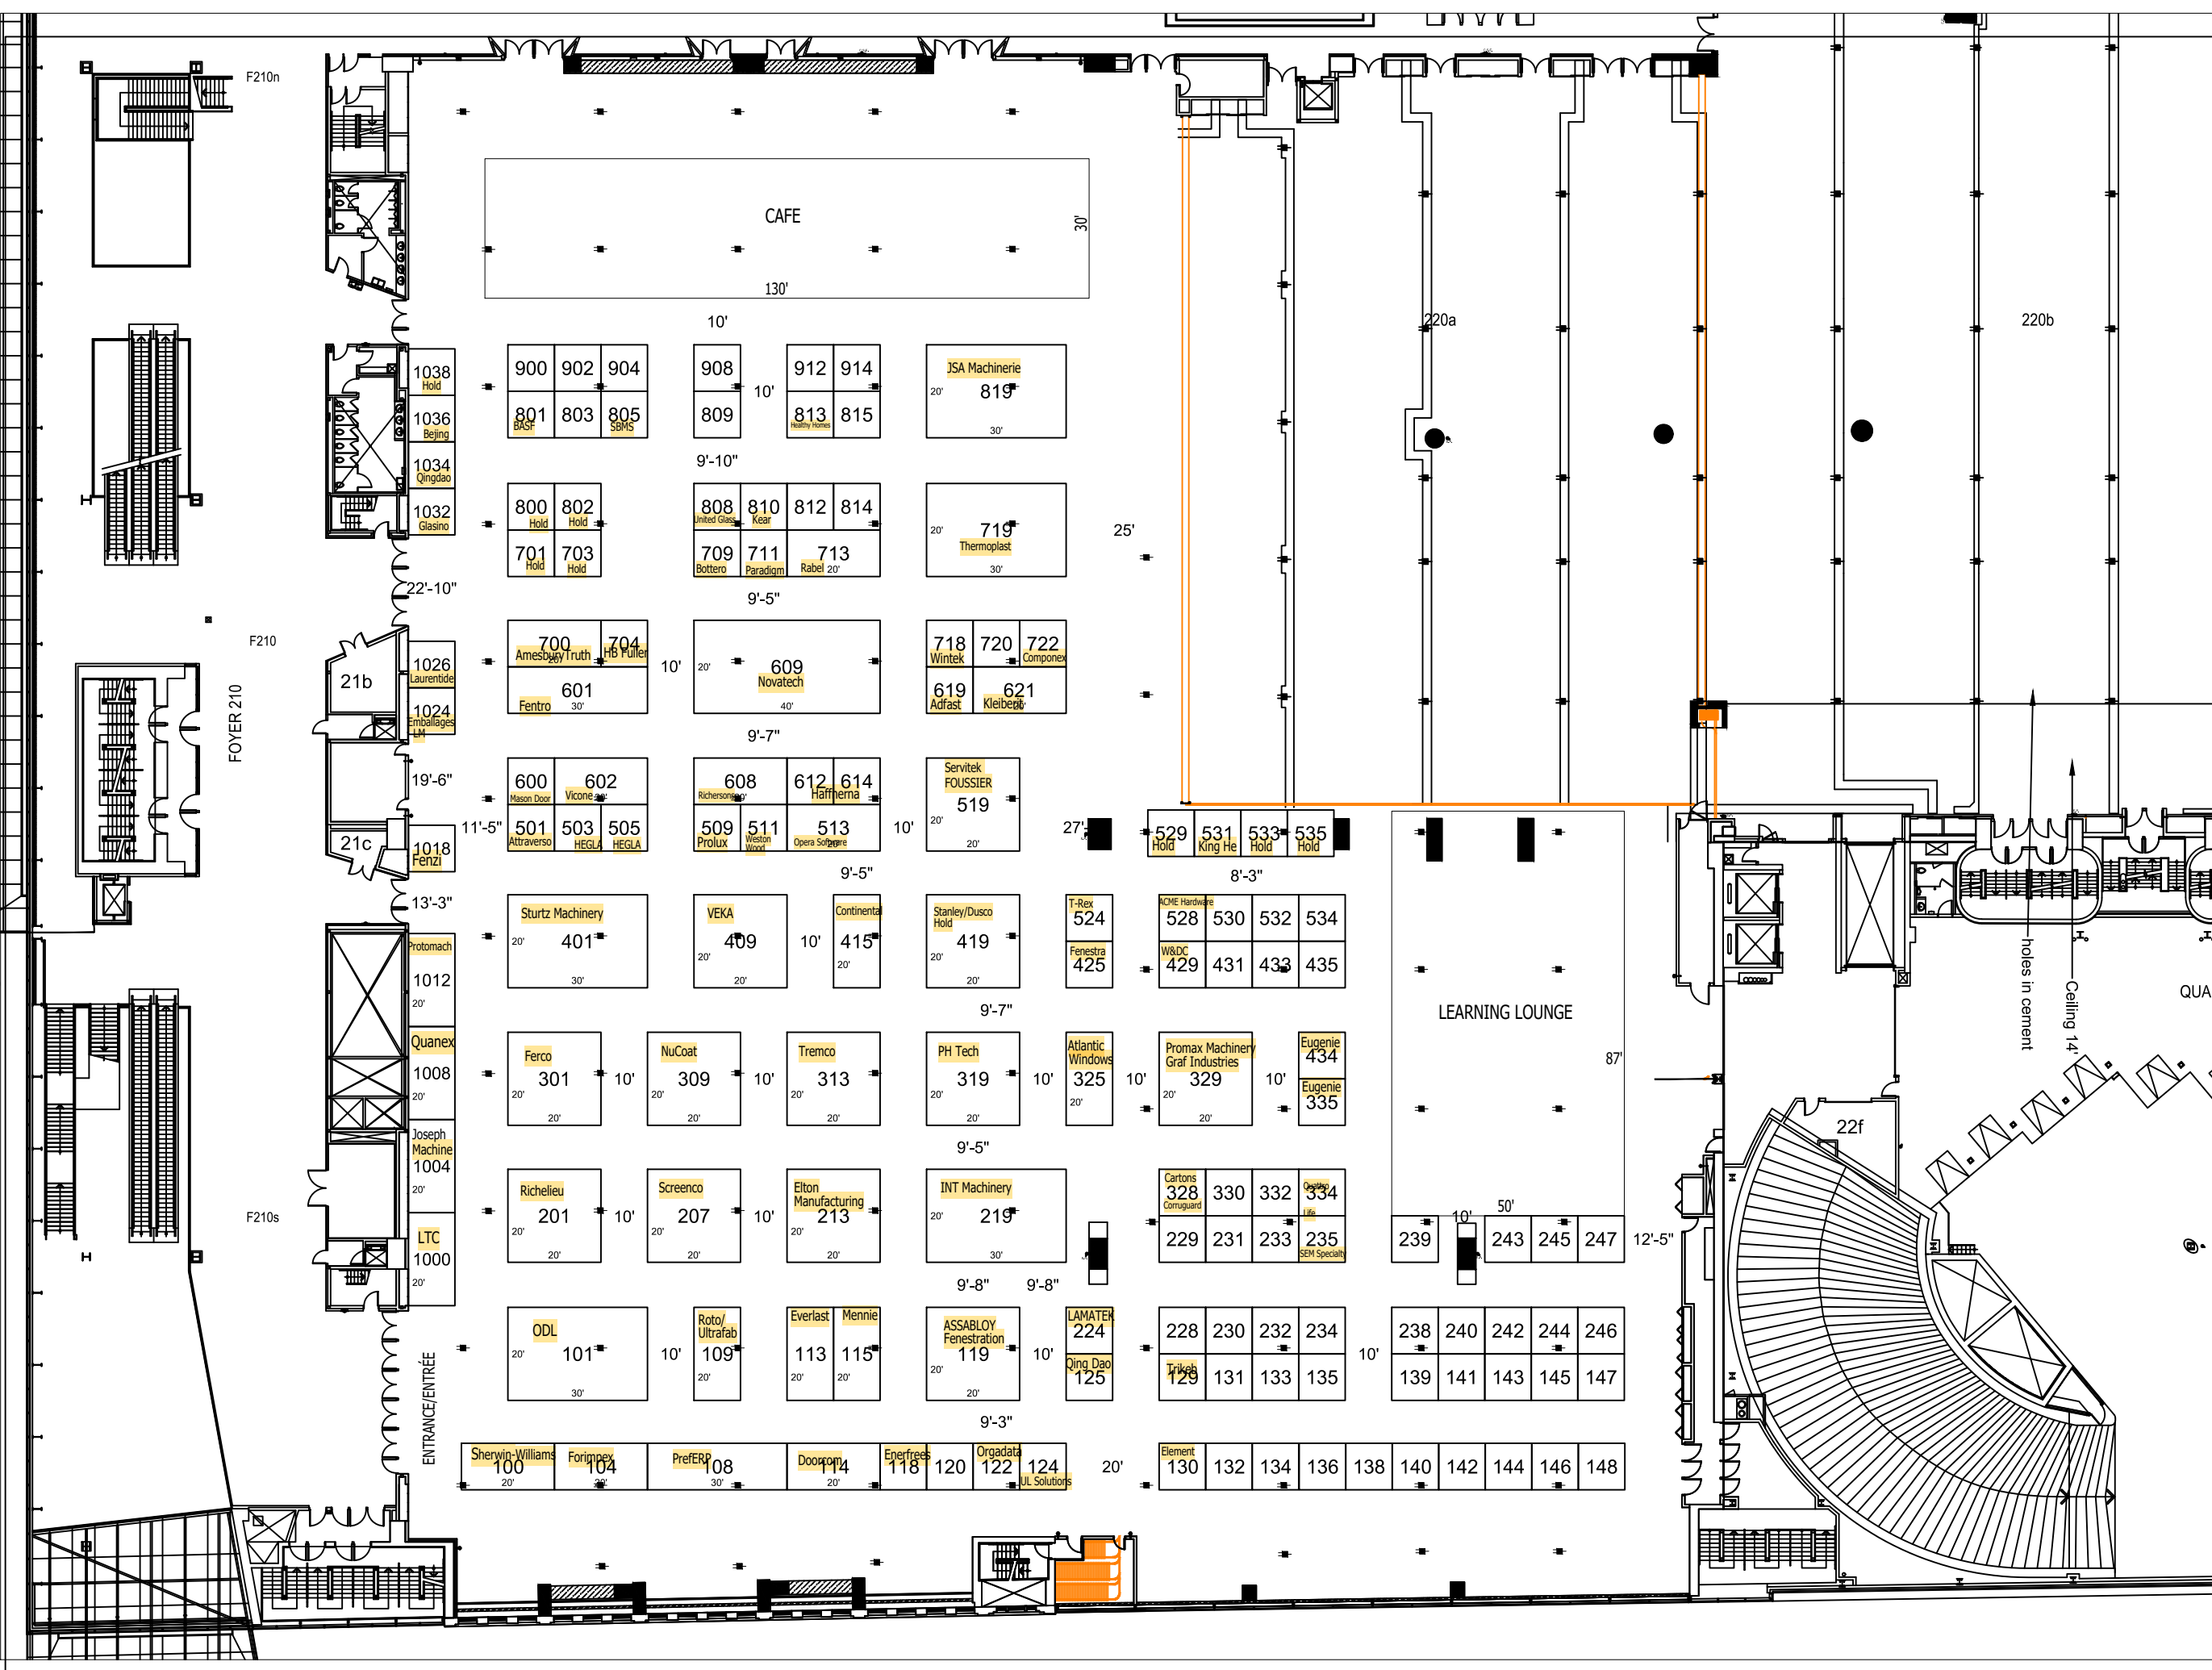 F210n
CAFE
30'
130'
220a
220b
10'
1038
Hold
900
902
904
908
10'
912
914
JSA Machinerie
20'
819
30'
1036
Bejing
801
BASF
803
805
SBMS
809
813
Healthy Homes
815
9'-10"
1034
Qingdao
1032
Glasino
800
Hold
802
Hold
808
United Glass
810
Kear
812
814
20'
719
Thermoplast
30'
25'
701
Hold
703
Hold
709
Bottero
711
Paradigm
713
Rabel 20'
22'-10"
9'-5"
F210
FOYER 210
21b
1026
Laurentide
1024
Emballages
LM
700
AmesburyTruth
704
HB Fuller
10'
20'
609
Novatech
40'
718
Wintek
720
722
Componex
601
Fentro
30'
619
Adfast
621
Kleiberit
9'-7"
19'-6"
600
Mason Door
602
Vicone
608
Richersons
612
614
Haffnerna
Servitek
FOUSSIER
519
20'
20'
11'-5"
21c
1018
Fenzi
501
Attraverso
503
HEGLA
505
HEGLA
509
Prolux
511
Weston
Wood
513
Opera Software
10'
27'
529
Hold
531
King He
533
Hold
535
Hold
9'-5"
8'-3"
13'-3"
Sturtz Machinery
20'
401
30'
VEKA
409
20'
20'
10'
Continental
415
20'
Stanley/Dusco
Hold
419
20'
20'
T-Rex
524
Fenestra
425
ACME Hardware
528
530
532
534
W&DC
429
431
433
435
Protomach
1012
20'
9'-7"
LEARNING LOUNGE
87'
50'
holes in cement
Ceiling 14'
QUA
Quanex
1008
20'
Ferco
301
20'
20'
10'
NuCoat
309
20'
20'
10'
Tremco
313
20'
20'
PH Tech
319
20'
20'
10'
Atlantic
Windows
325
20'
10'
Promax Machinery
Graf Industries
329
20'
20'
10'
Eugenie
434
Eugenie
335
22f
9'-5"
Joseph
Machine
1004
20'
Richelieu
201
20'
20'
10'
Screenco
207
20'
20'
10'
Elton
Manufacturing
213
20'
20'
INT Machinery
219
20'
30'
Cartons
328
Corruguard
330
332
334
Life
229
231
233
235
SEM Specialty
239
10'
243
245
247
12'-5"
F210s
LTC
1000
20'
9'-8"
9'-8"
ENTRANCE/ENTRÉE
ODL
20'
101
30'
10'
Roto/
Ultrafab
109
20'
Everlast
113
20'
Mennie
115
20'
ASSABLOY
Fenestration
119
20'
20'
10'
LAMATEK
224
Qing Dao
125
228
230
232
234
Trikeh
129
131
133
135
10'
238
240
242
244
246
139
141
143
145
147
9'-3"
Sherwin-Williams
100
20'
Forimpex
104
20'
PrefERP
108
30'
Doorcom
114
20'
Enerfrees
118
120
Orgadata
122
124
UL Solutions
20'
Element
130
132
134
136
138
140
142
144
146
148